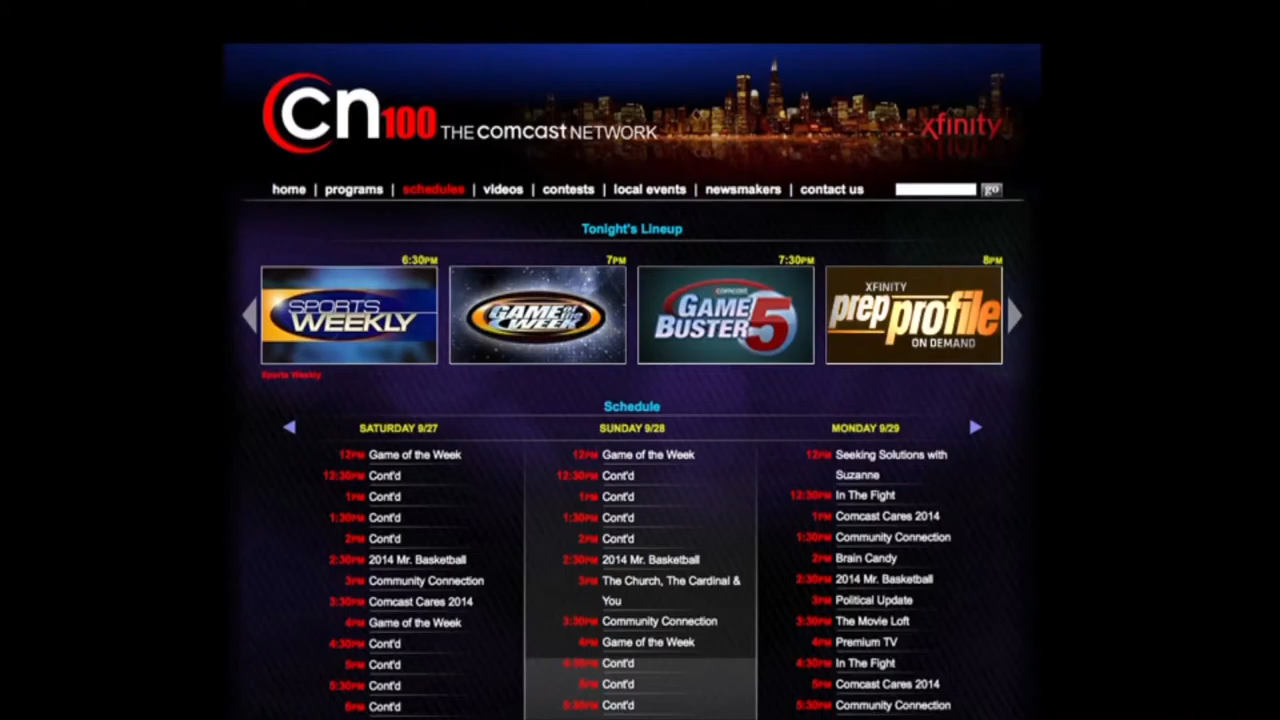 cn100 THE comcast NETWORK
xfinity
home | programs | schedules | videos | contests | local events | newsmakers | contact us
go
Tonight's Lineup
6:30PM 7PM 7:30PM 8PM
SPORTS WEEKLY
GAME of the WEEK
comcast GAME BUSTER 5
XFINITY prep profile ON DEMAND
Sports Weekly
Schedule
SATURDAY 9/27
12PM Game of the Week
12:30PM Cont'd
1PM Cont'd
1:30PM Cont'd
2PM Cont'd
2:30PM 2014 Mr. Basketball
3PM Community Connection
3:30PM Comcast Cares 2014
4PM Game of the Week
4:30PM Cont'd
5PM Cont'd
5:30PM Cont'd
6PM Cont'd
SUNDAY 9/28
12PM Game of the Week
12:30PM Cont'd
1PM Cont'd
1:30PM Cont'd
2PM Cont'd
2:30PM 2014 Mr. Basketball
3PM The Church, The Cardinal &
You
3:30PM Community Connection
4PM Game of the Week
4:30PM Cont'd
5PM Cont'd
5:30PM Cont'd
MONDAY 9/29
12PM Seeking Solutions with
Suzanne
12:30PM In The Fight
1PM Comcast Cares 2014
1:30PM Community Connection
2PM Brain Candy
2:30PM 2014 Mr. Basketball
3PM Political Update
3:30PM The Movie Loft
4PM Premium TV
4:30PM In The Fight
5PM Comcast Cares 2014
5:30PM Community Connection